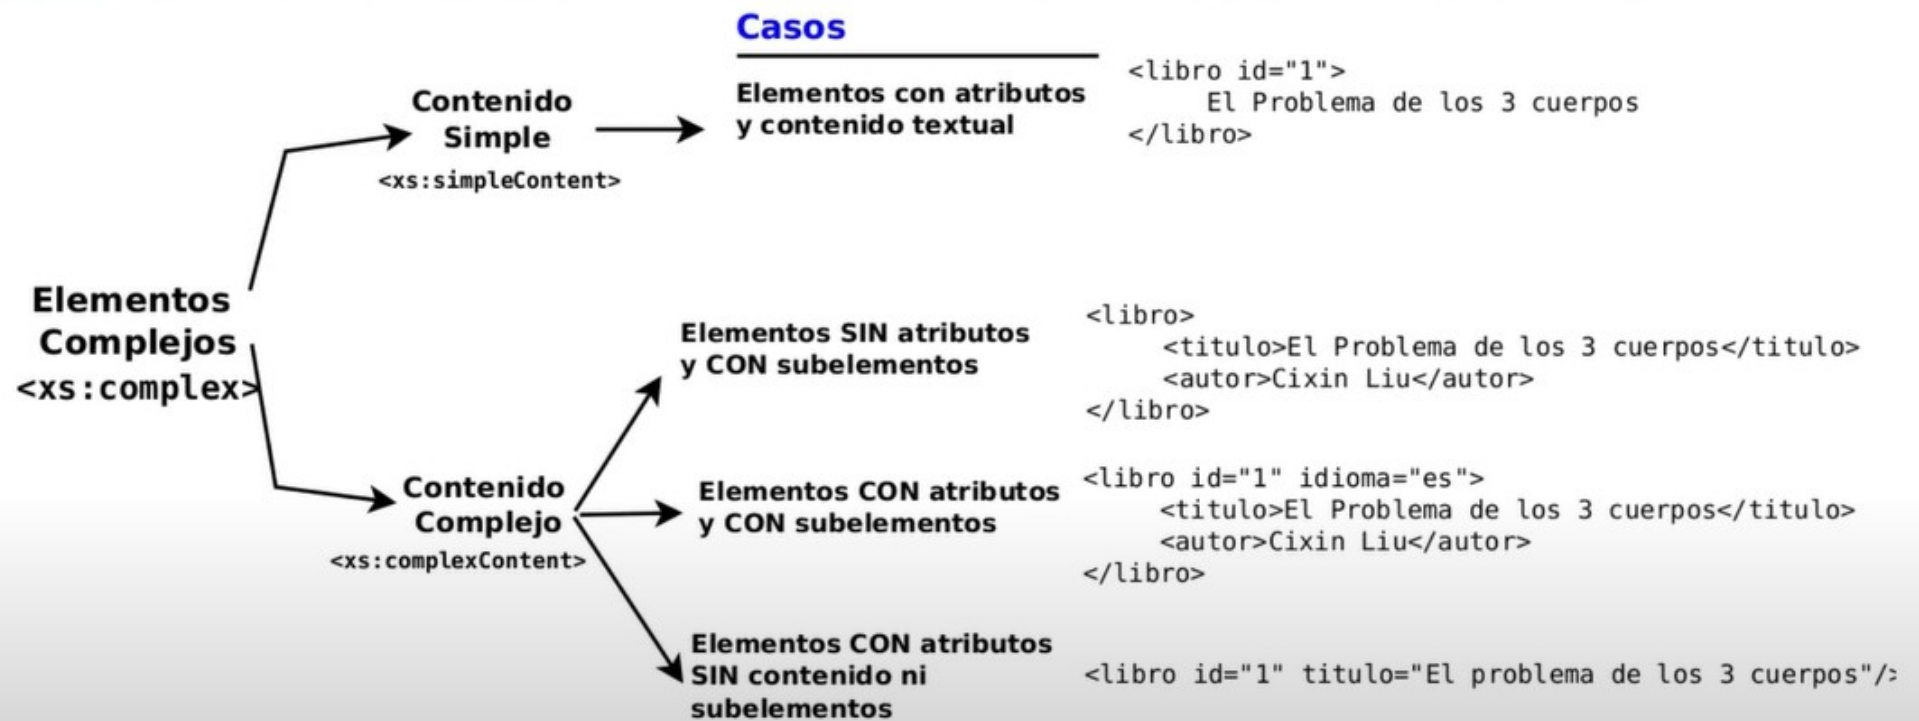 Casos
Elementos con atributos
y contenido textual
<libro id="1">
El Problema de los 3 cuerpos
</libro>
Contenido
Simple
<xs:simpleContent>
Elementos
Complejos
<xs:complex>
Elementos SIN atributos
y CON subelementos
<libro>
<titulo>El Problema de los 3 cuerpos</titulo>
<autor>Cixin Liu</autor>
</libro>
Contenido
Complejo
<xs:complexContent>
Elementos CON atributos
y CON subelementos
<libro id="1" idioma="es">
<titulo>El Problema de los 3 cuerpos</titulo>
<autor>Cixin Liu</autor>
</libro>
Elementos CON atributos
SIN contenido ni
subelementos
<libro id="1" titulo="El problema de los 3 cuerpos"/>